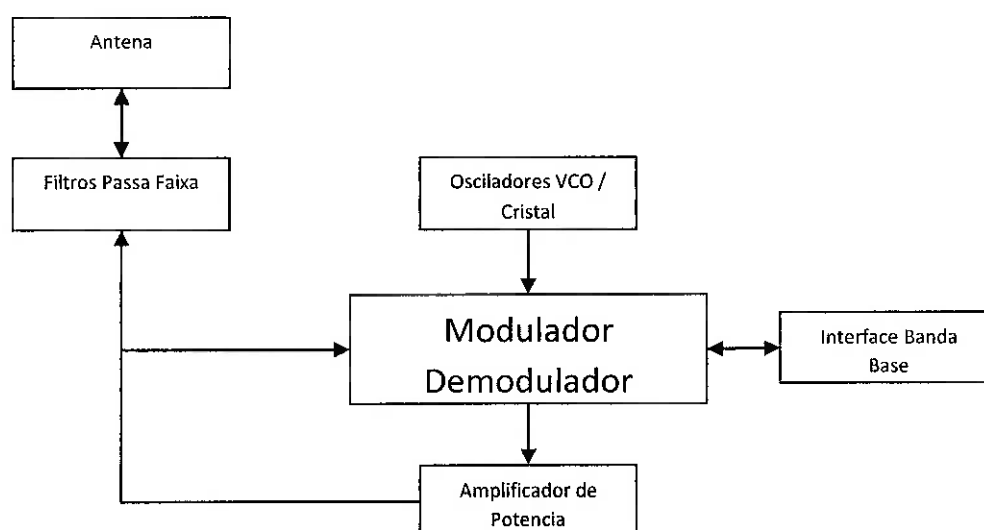 Antena
Filtros Passa Faixa
Osciladores VCO /
Cristal
Modulador
Demodulador
Interface Banda
Base
Amplificador de
Potencia